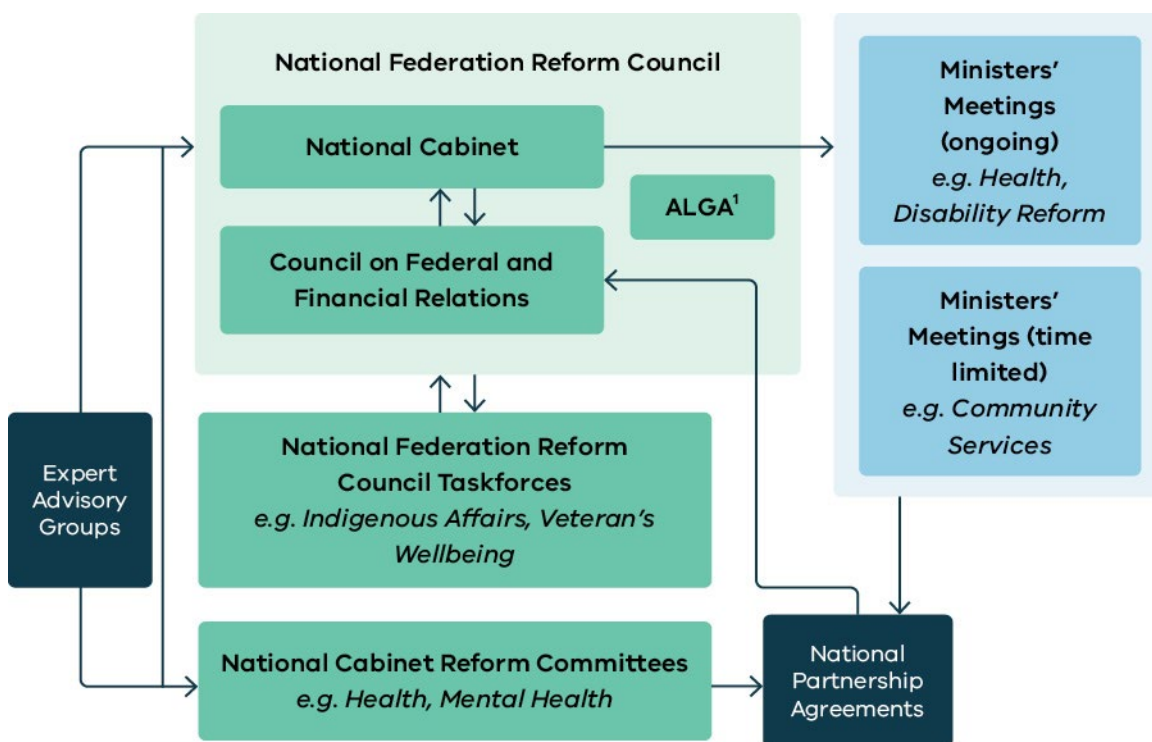 National Federation Reform Council
National Cabinet
ALGA¹
Council on Federal and
Financial Relations
Ministers’
Meetings
(ongoing)
e.g. Health,
Disability Reform
Ministers’
Meetings (time
limited)
e.g. Community
Services
Expert
Advisory
Groups
National Federation Reform
Council Taskforces
e.g. Indigenous Affairs, Veteran’s
Wellbeing
National Cabinet Reform Committees
e.g. Health, Mental Health
National
Partnership
Agreements